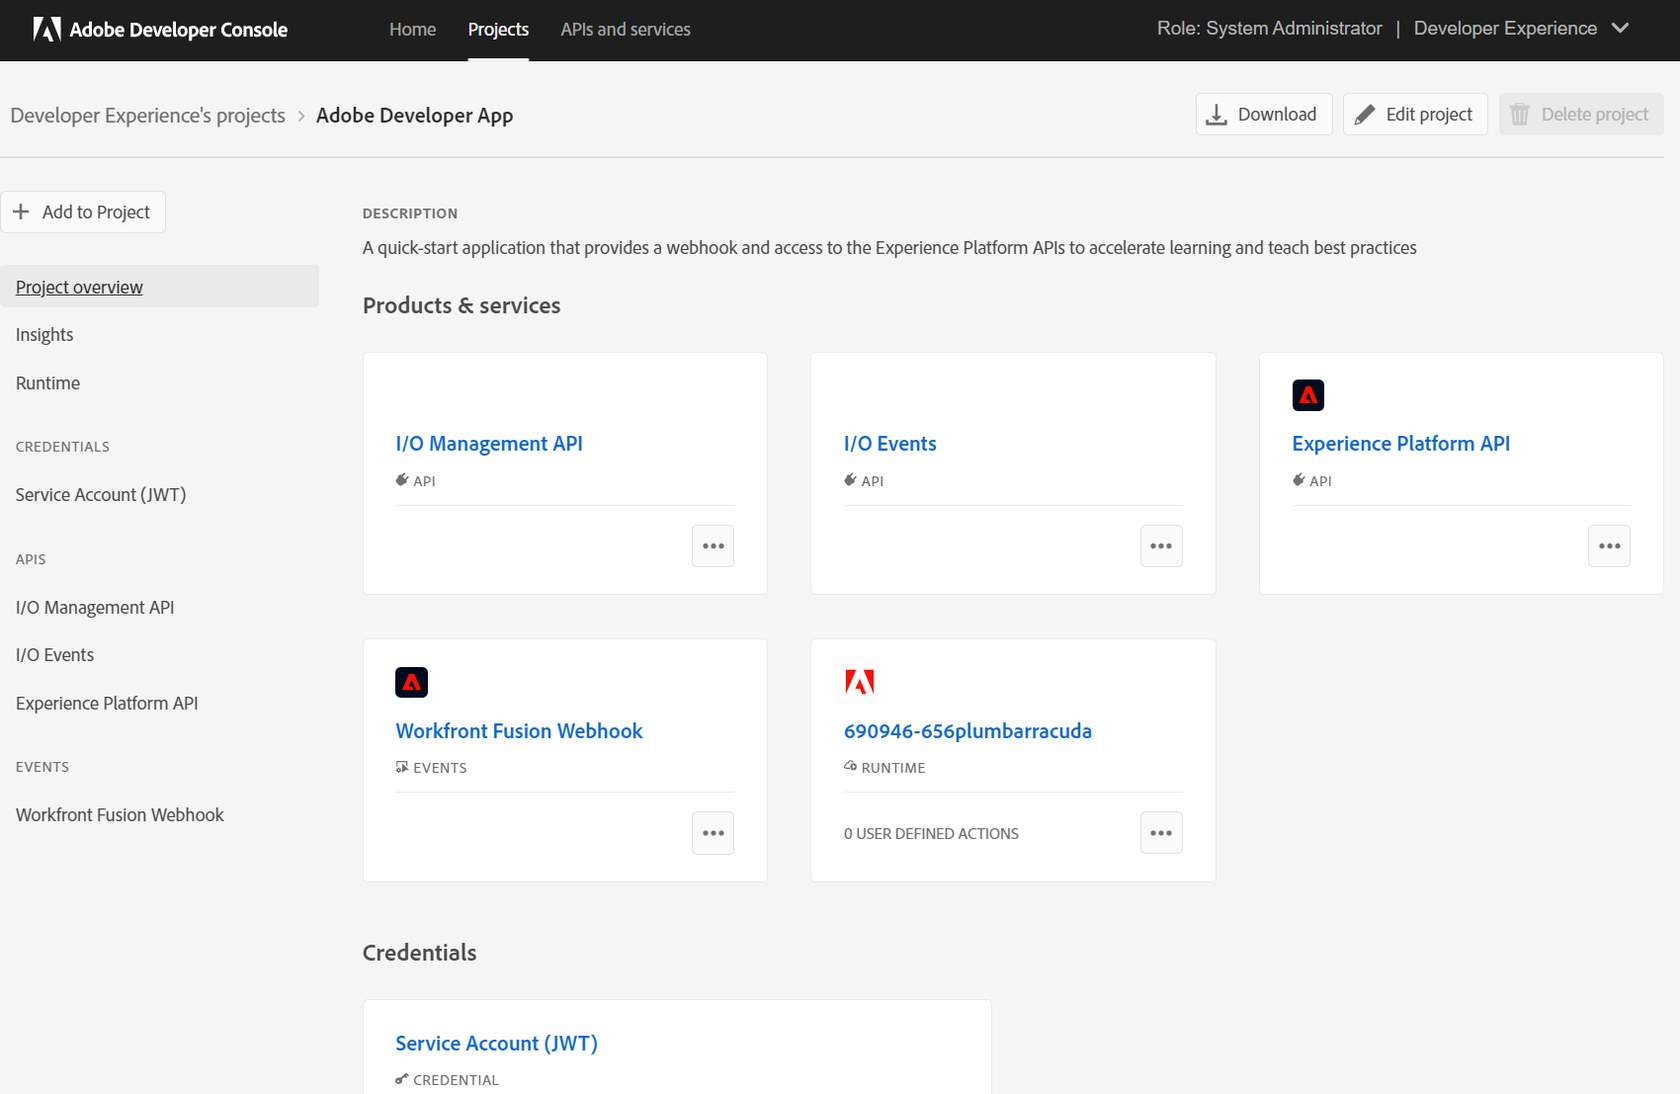 Adobe Developer Console
Home
Projects
APIs and services
Role: System Administrator | Developer Experience
Developer Experience's projects > Adobe Developer App
Download
Edit project
Delete project
Add to Project
Project overview
Insights
Runtime
CREDENTIALS
Service Account (JWT)
APIS
I/O Management API
I/O Events
Experience Platform API
EVENTS
Workfront Fusion Webhook
DESCRIPTION
A quick-start application that provides a webhook and access to the Experience Platform APIs to accelerate learning and teach best practices
Products & services
I/O Management API
API
I/O Events
API
Experience Platform API
API
Workfront Fusion Webhook
EVENTS
690946-656plumbarracuda
RUNTIME
0 USER DEFINED ACTIONS
Credentials
Service Account (JWT)
CREDENTIAL